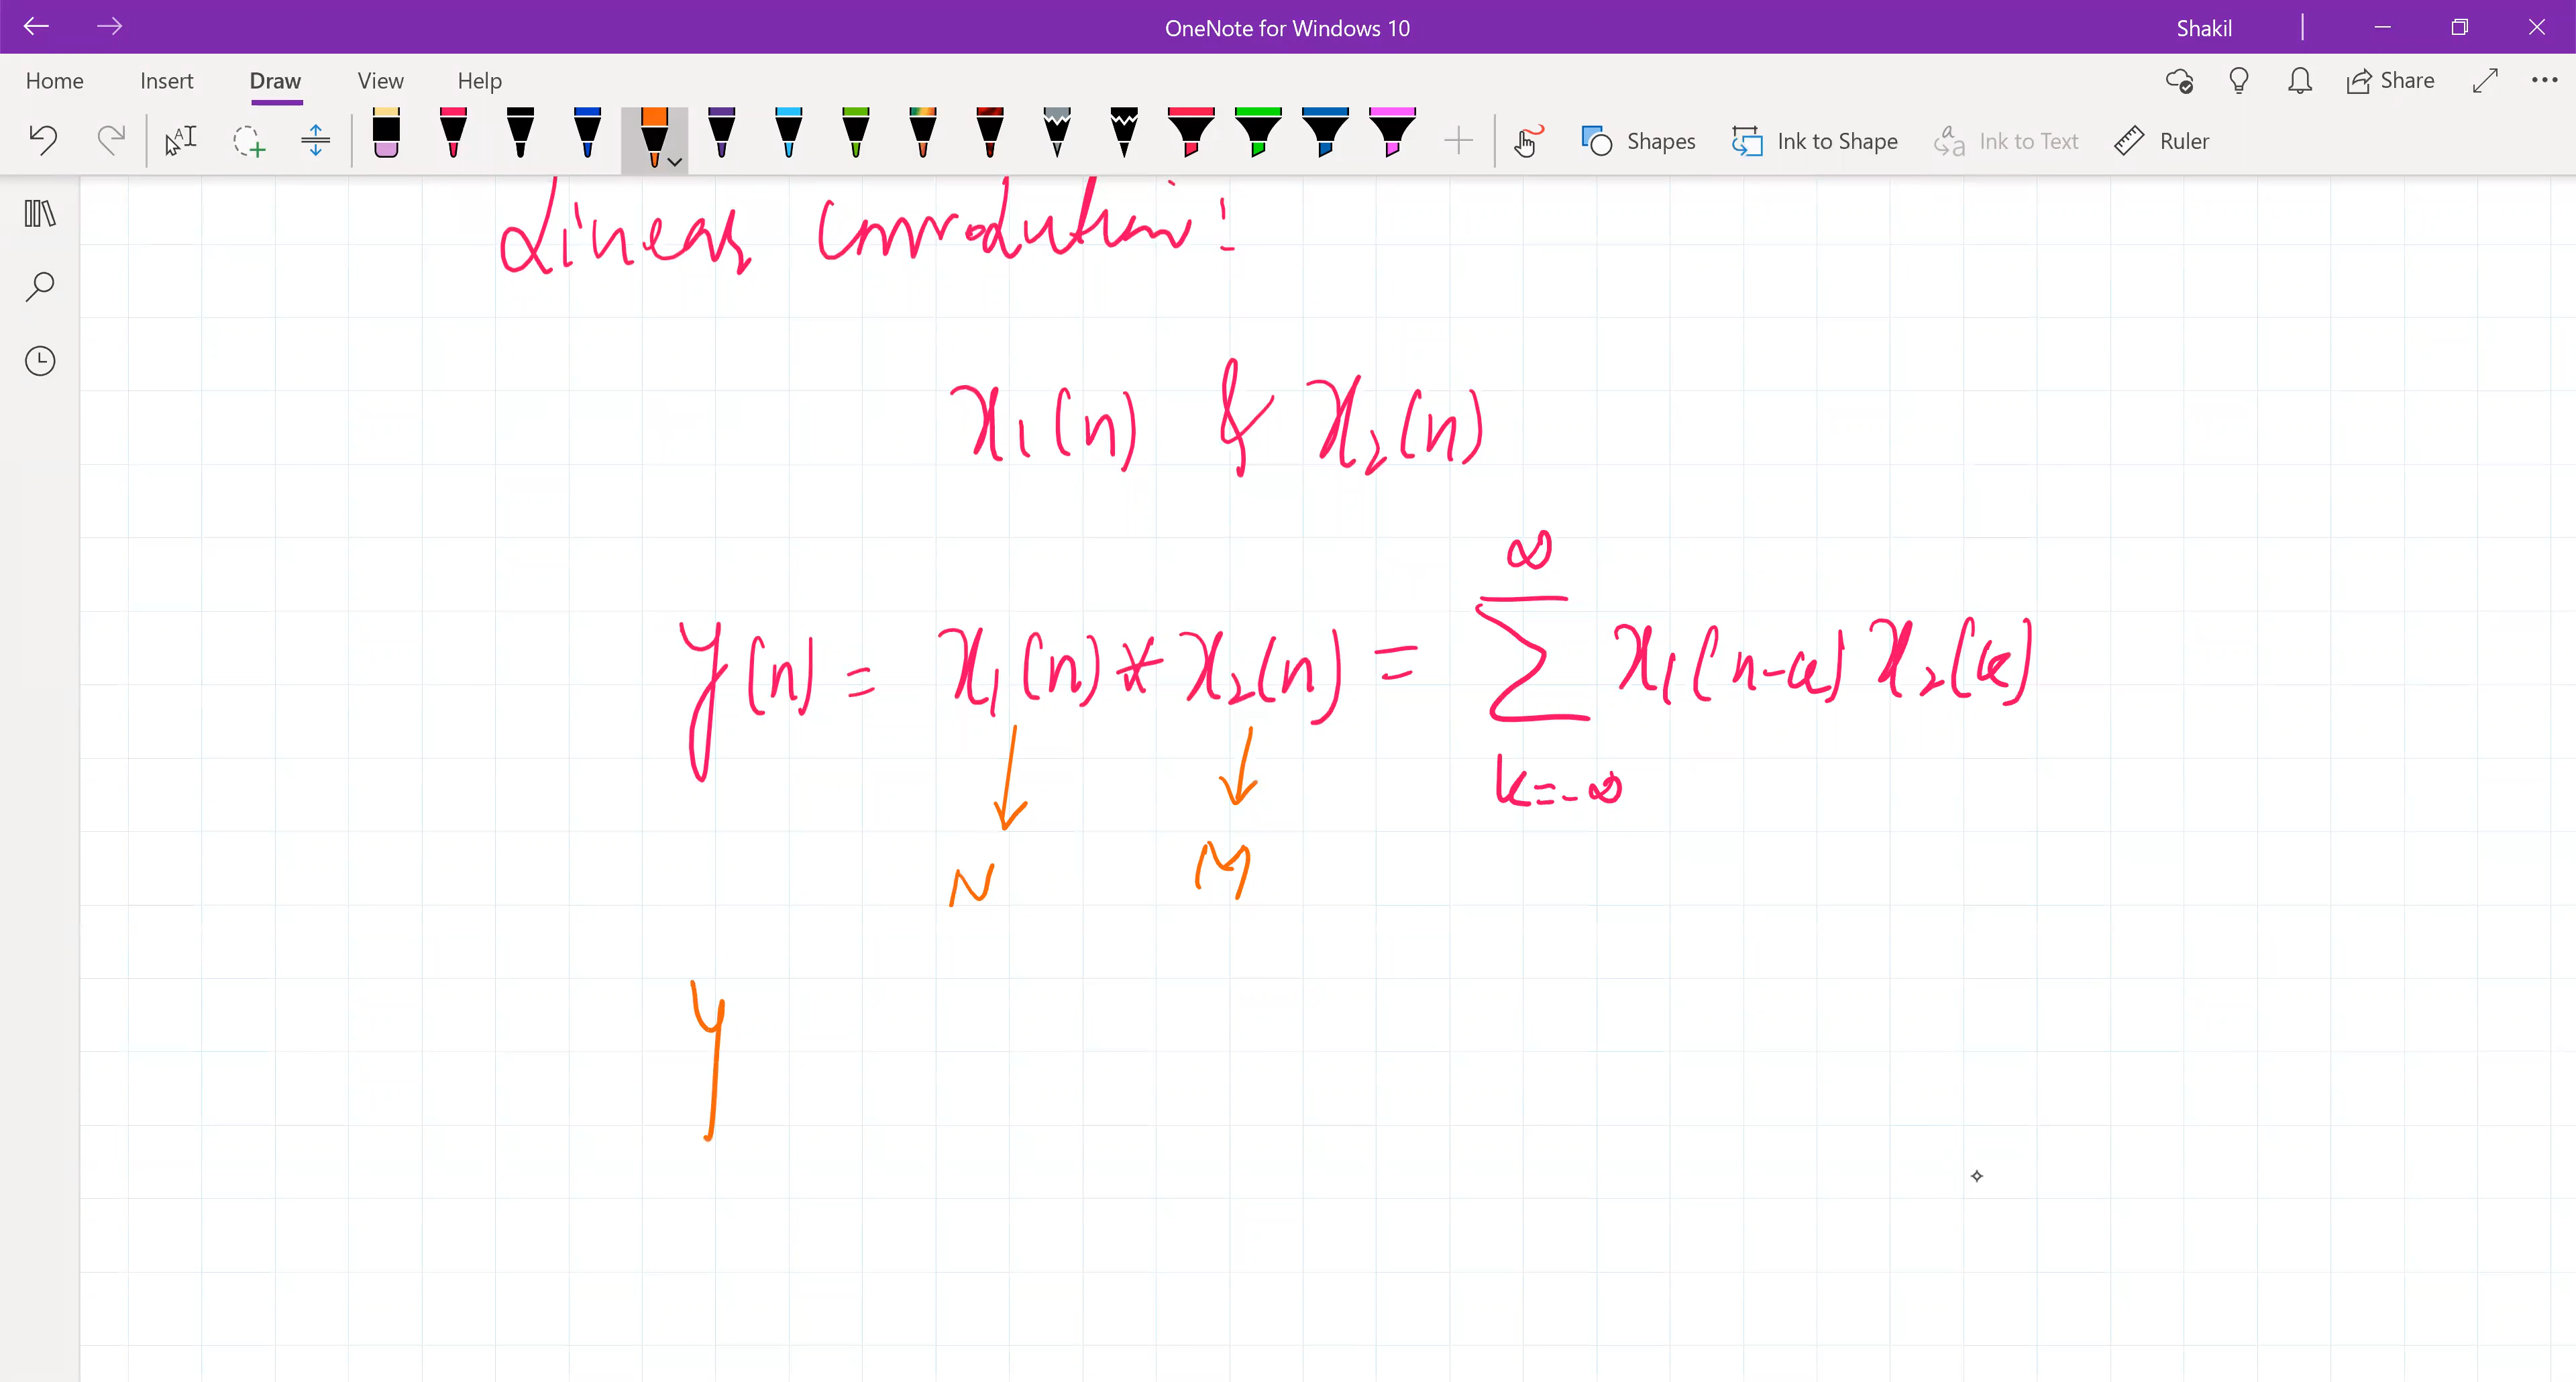 OneNote for Windows 10
Shakil
Home Insert Draw View Help
Share
Shapes Ink to Shape Ink to Text Ruler
Linear Convolution:
x₁(n) & x₂(n)
y(n) = x₁(n) * x₂(n) = ∑ x₁(n-k) x₂(k)
∞
k=-∞
N M
y